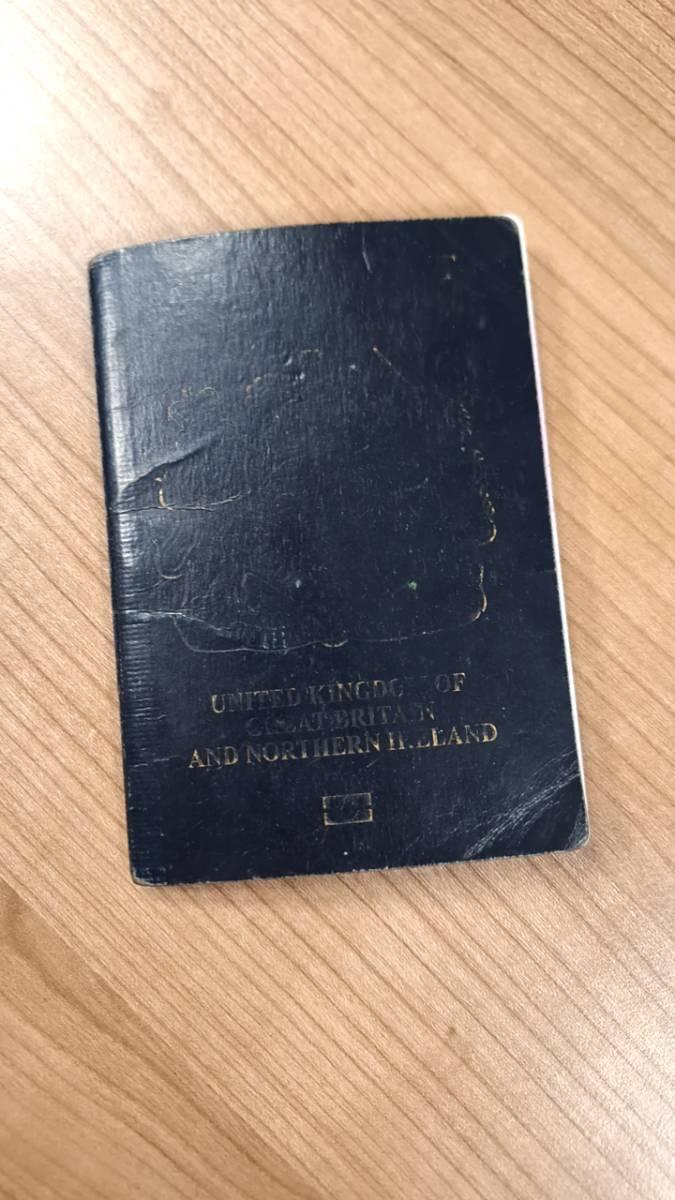 UNITED KINGDOM OF
GREAT BRITAIN
AND NORTHERN IRELAND